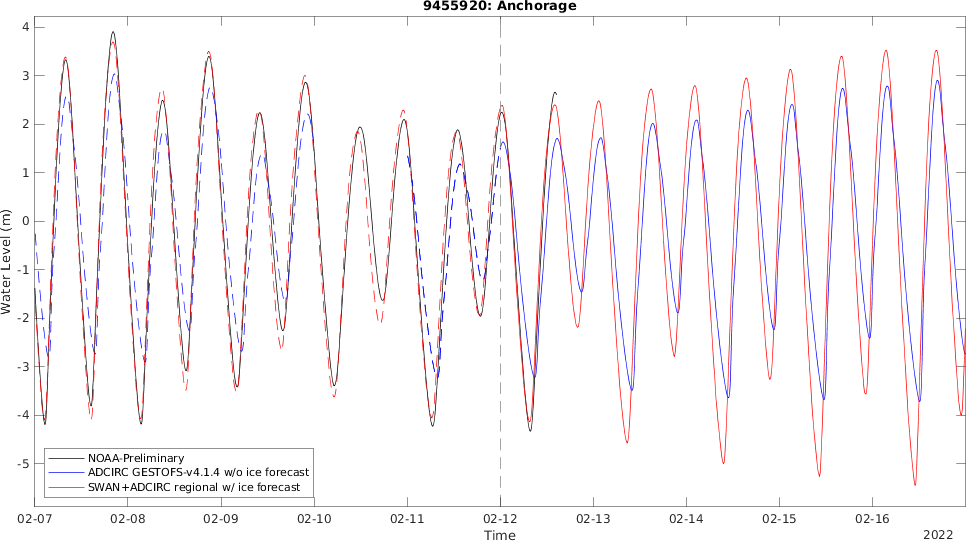 9455920: Anchorage
4
3
2
1
0
-1
-2
-3
-4
-5
Water Level (m)
NOAA-Preliminary
ADCIRC GESTOFS-v4.1.4 w/o ice forecast
SWAN+ADCIRC regional w/ ice forecast
02-07 02-08 02-09 02-10 02-11 02-12 02-13 02-14 02-15 02-16
Time
2022